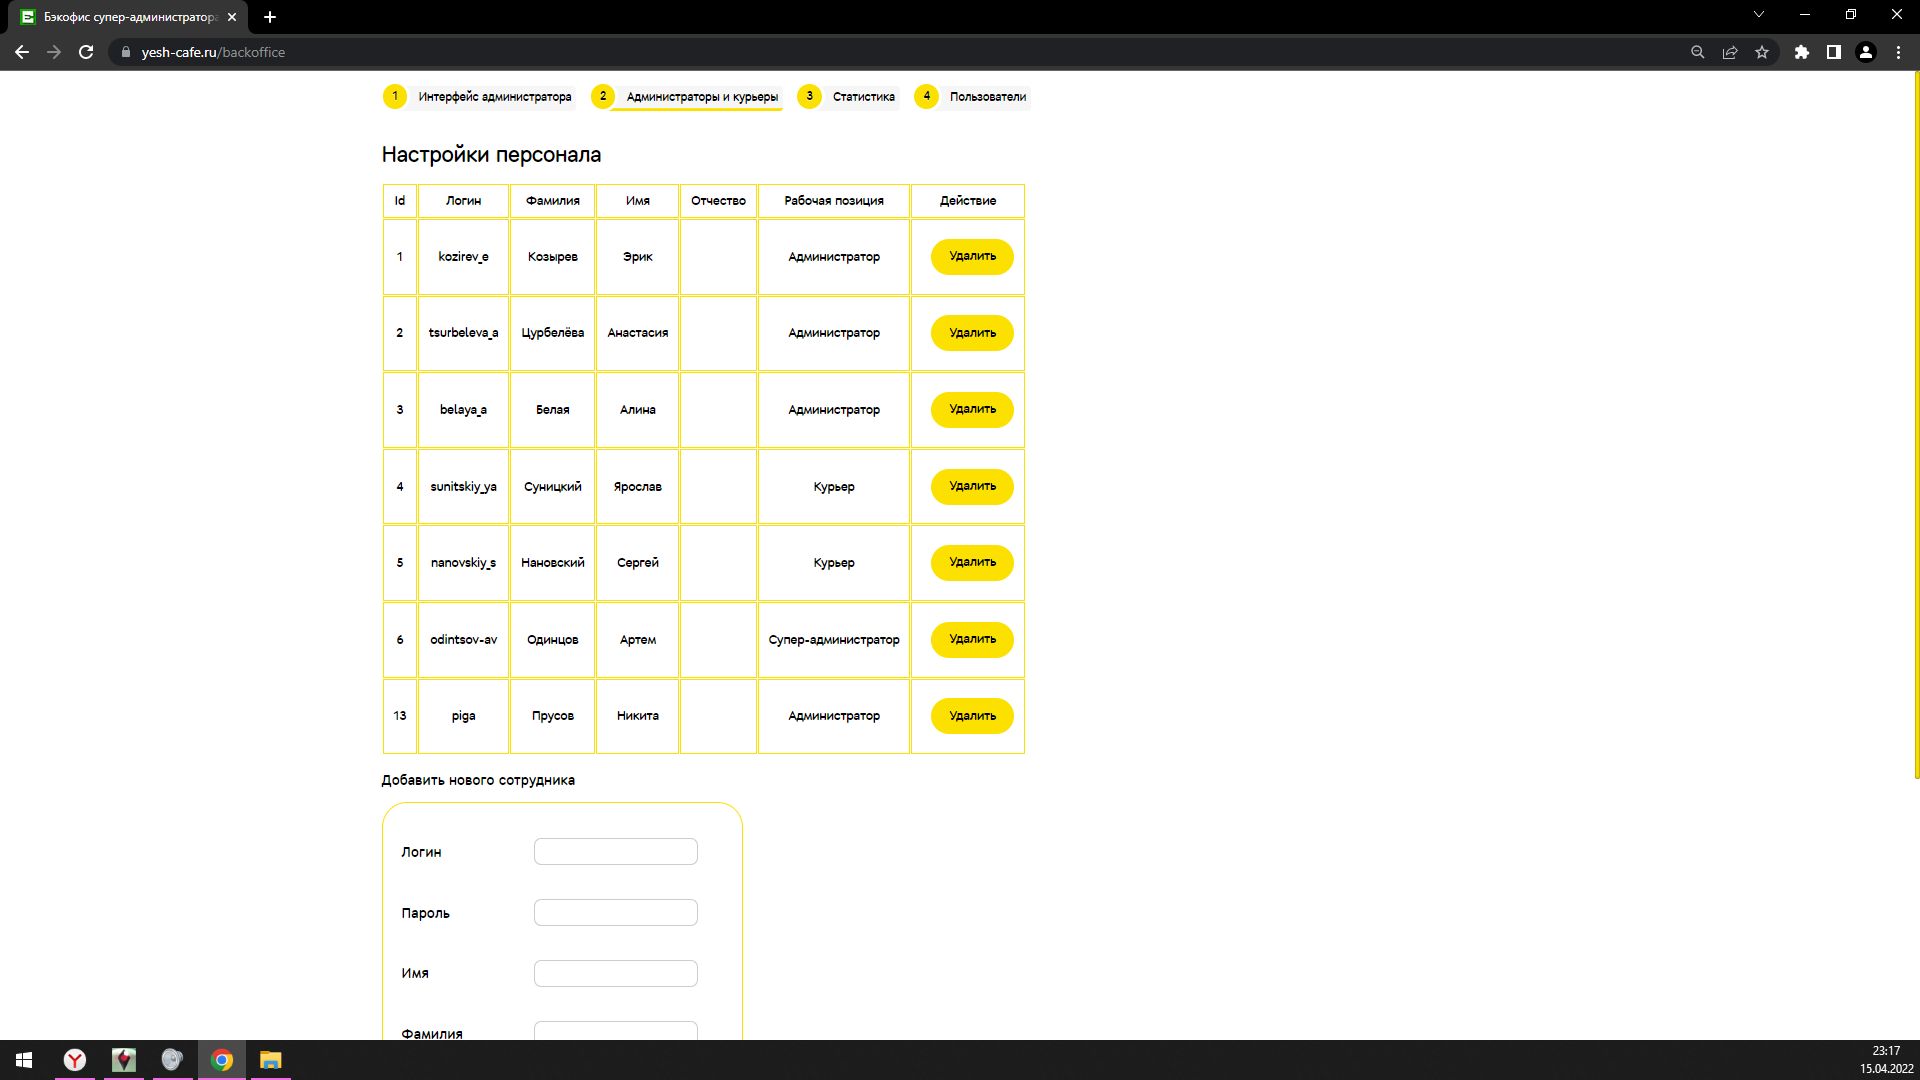 Бэкофис супер-администратора
yesh-cafe.ru/backoffice
1 Интерфейс администратора 2 Администраторы и курьеры 3 Статистика 4 Пользователи
Настройки персонала
Id Логин Фамилия Имя Отчество Рабочая позиция Действие
1 kozirev_e Козырев Эрик Администратор Удалить
2 tsurbeleva_a Цурбелёва Анастасия Администратор Удалить
3 belaya_a Белая Алина Администратор Удалить
4 sunitskiy_ya Суницкий Ярослав Курьер Удалить
5 nanovskiy_s Нановский Сергей Курьер Удалить
6 odintsov-av Одинцов Артем Супер-администратор Удалить
13 piga Прусов Никита Администратор Удалить
Добавить нового сотрудника
Логин
Пароль
Имя
Фамилия
23:17
15.04.2022